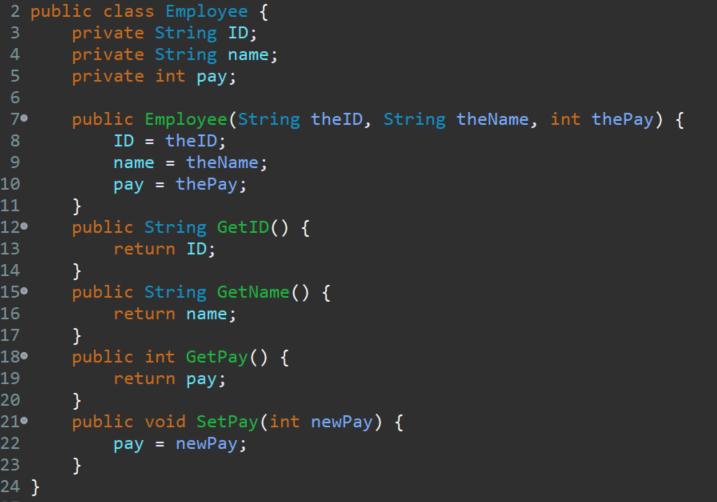 2 public class Employee {
3     private String ID;
4     private String name;
5     private int pay;
6
7     public Employee(String theID, String theName, int thePay) {
8         ID = theID;
9         name = theName;
10         pay = thePay;
11     }
12     public String GetID() {
13         return ID;
14     }
15     public String GetName() {
16         return name;
17     }
18     public int GetPay() {
19         return pay;
20     }
21     public void SetPay(int newPay) {
22         pay = newPay;
23     }
24 }